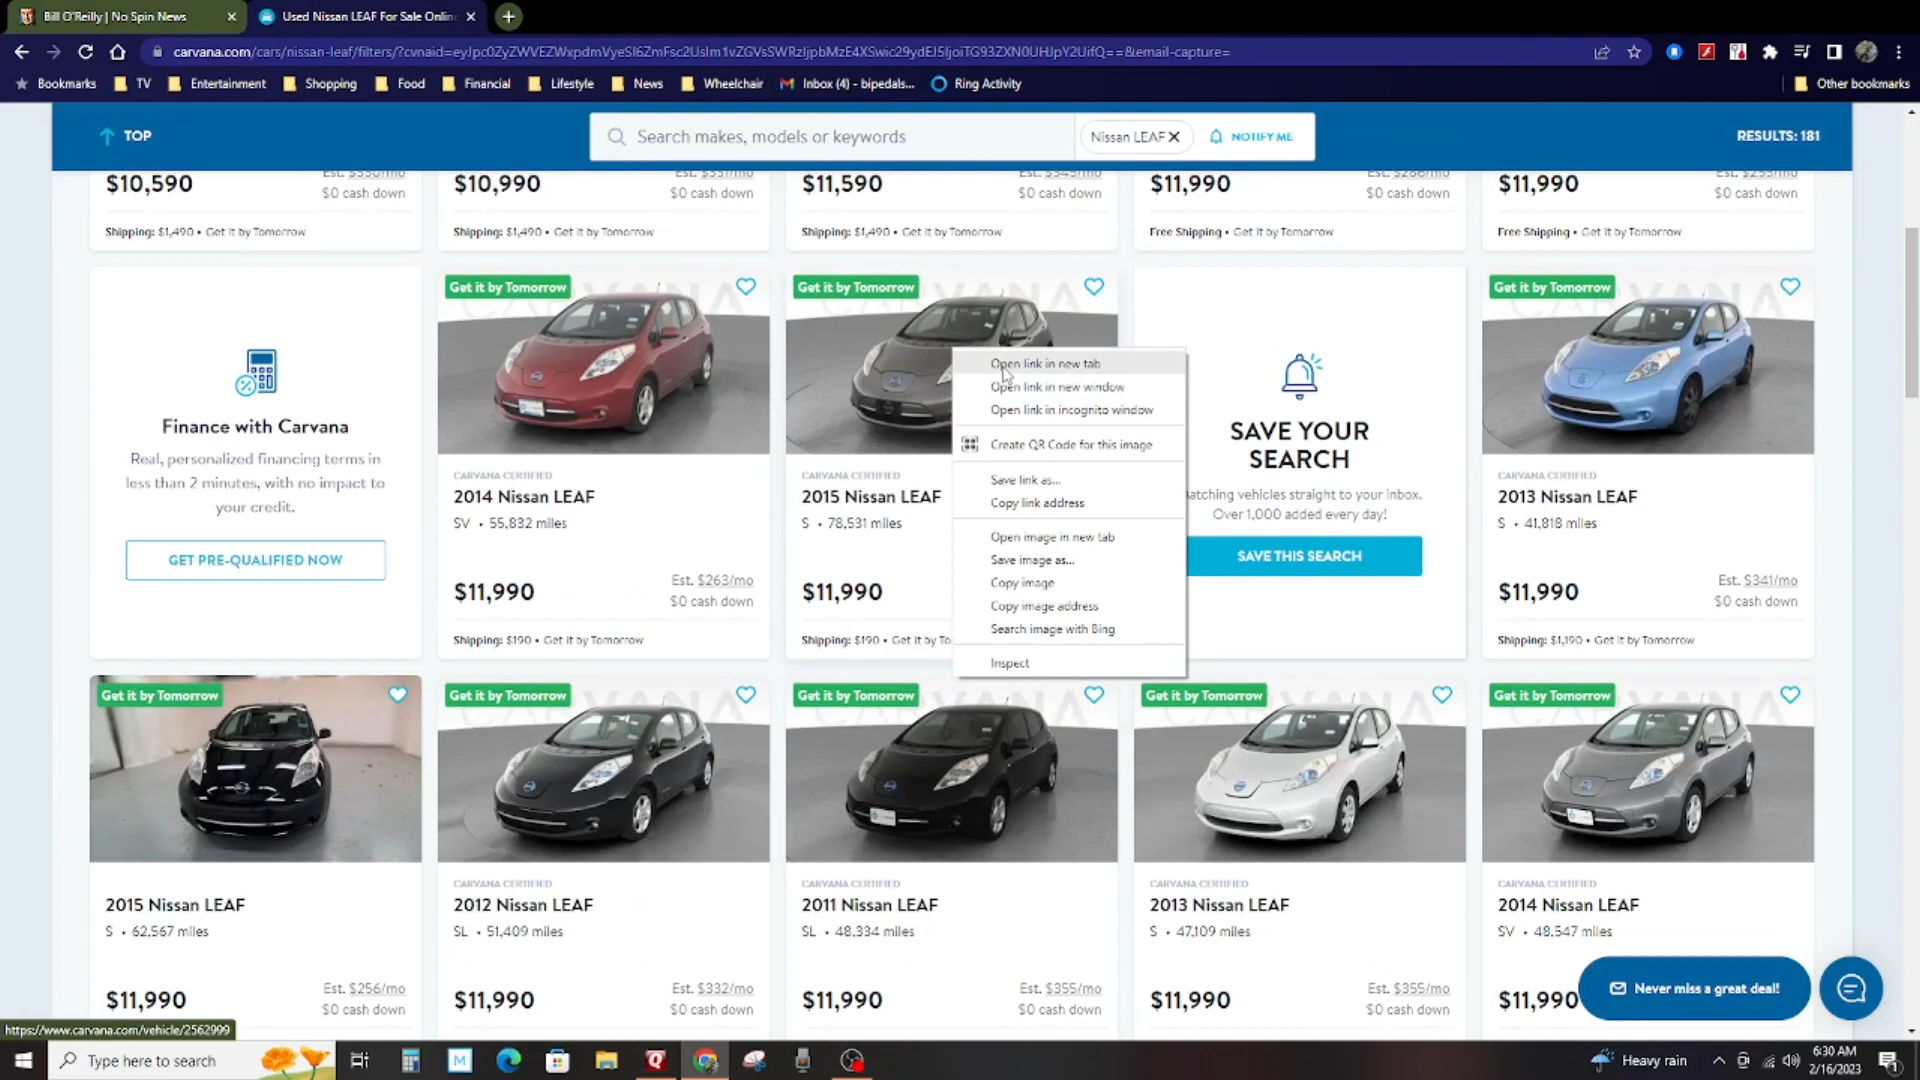 Bill O'Reilly | No Spin News
Used Nissan LEAF For Sale Onlin
carvana.com/cars/nissan-leaf/filters/?cvnaid=
Bookmarks TV Entertainment Shopping Food Financial Lifestyle News Wheelchair Inbox (4) – bipedals... Ring Activity Other bookmarks
TOP
Search makes, models or keywords
Nissan LEAF
NOTIFY ME
RESULTS: 181
$10,590
$0 cash down
Shipping: $1,490 • Get it by Tomorrow
$10,990
$0 cash down
Shipping: $1,490 • Get it by Tomorrow
$11,590
$0 cash down
Shipping: $1,490 • Get it by Tomorrow
$11,990
$0 cash down
Free Shipping • Get it by Tomorrow
$11,990
$0 cash down
Free Shipping • Get it by Tomorrow
Finance with Carvana
Real, personalized financing terms in
less than 2 minutes, with no impact to
your credit.
GET PRE-QUALIFIED NOW
Get it by Tomorrow
CARVANA CERTIFIED
2014 Nissan LEAF
SV • 55,832 miles
Est. $263/mo
$11,990
$0 cash down
Shipping: $190 • Get it by Tomorrow
Get it by Tomorrow
CARVANA CERTIFIED
2015 Nissan LEAF
S • 78,531 miles
$11,990
Shipping: $190 • Get it by To
Open link in new tab
Open link in new window
Open link in incognito window
Create QR Code for this image
Save link as...
Copy link address
Open image in new tab
Save image as...
Copy image
Copy image address
Search image with Bing
Inspect
SAVE YOUR
SEARCH
atching vehicles straight to your inbox.
Over 1,000 added every day!
SAVE THIS SEARCH
Get it by Tomorrow
CARVANA CERTIFIED
2013 Nissan LEAF
S • 41,818 miles
Est. $341/mo
$11,990
$0 cash down
Shipping: $1,190 • Get it by Tomorrow
Get it by Tomorrow
2015 Nissan LEAF
S • 62,567 miles
Est. $256/mo
$11,990
$0 cash down
Get it by Tomorrow
CARVANA CERTIFIED
2012 Nissan LEAF
SL • 51,409 miles
Est. $332/mo
$11,990
$0 cash down
Get it by Tomorrow
CARVANA CERTIFIED
2011 Nissan LEAF
SL • 48,334 miles
Est. $355/mo
$11,990
$0 cash down
Get it by Tomorrow
CARVANA CERTIFIED
2013 Nissan LEAF
S • 47,109 miles
Est. $355/mo
$11,990
$0 cash down
Get it by Tomorrow
CARVANA CERTIFIED
2014 Nissan LEAF
SV • 48,547 miles
$11,990
Never miss a great deal!
https://www.carvana.com/vehicle/2562999
Type here to search
Heavy rain
6:30 AM
2/16/2023